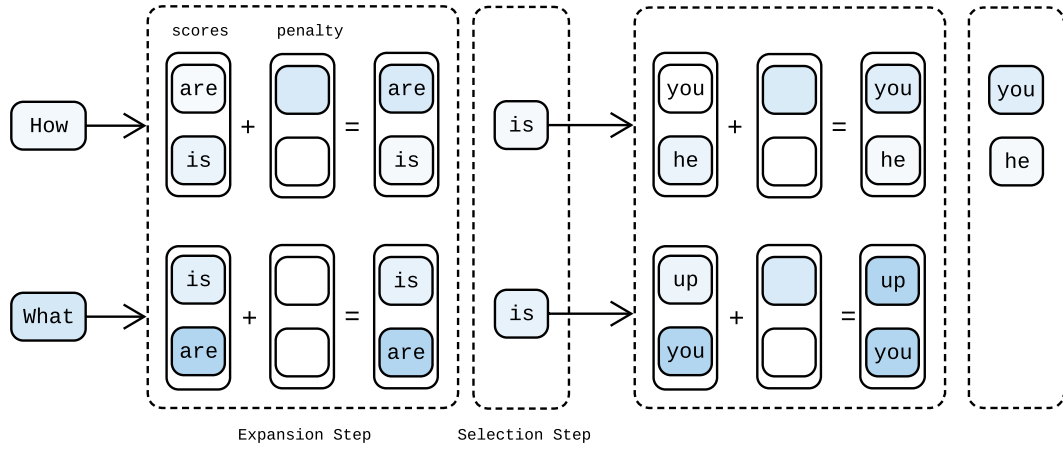 scores penalty
How
are
is
+
=
are
is
What
is
are
+
=
is
are
Expansion Step
is
is
Selection Step
you
he
+
=
you
he
up
you
+
=
up
you
you
he